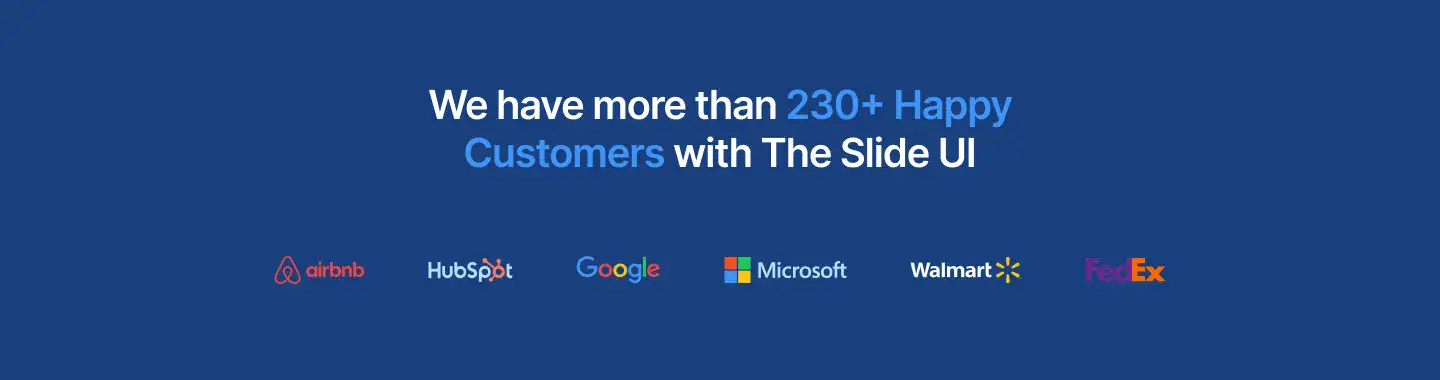 We have more than 230+ Happy
Customers with The Slide UI
airbnb HubSpot Google Microsoft Walmart FedEx